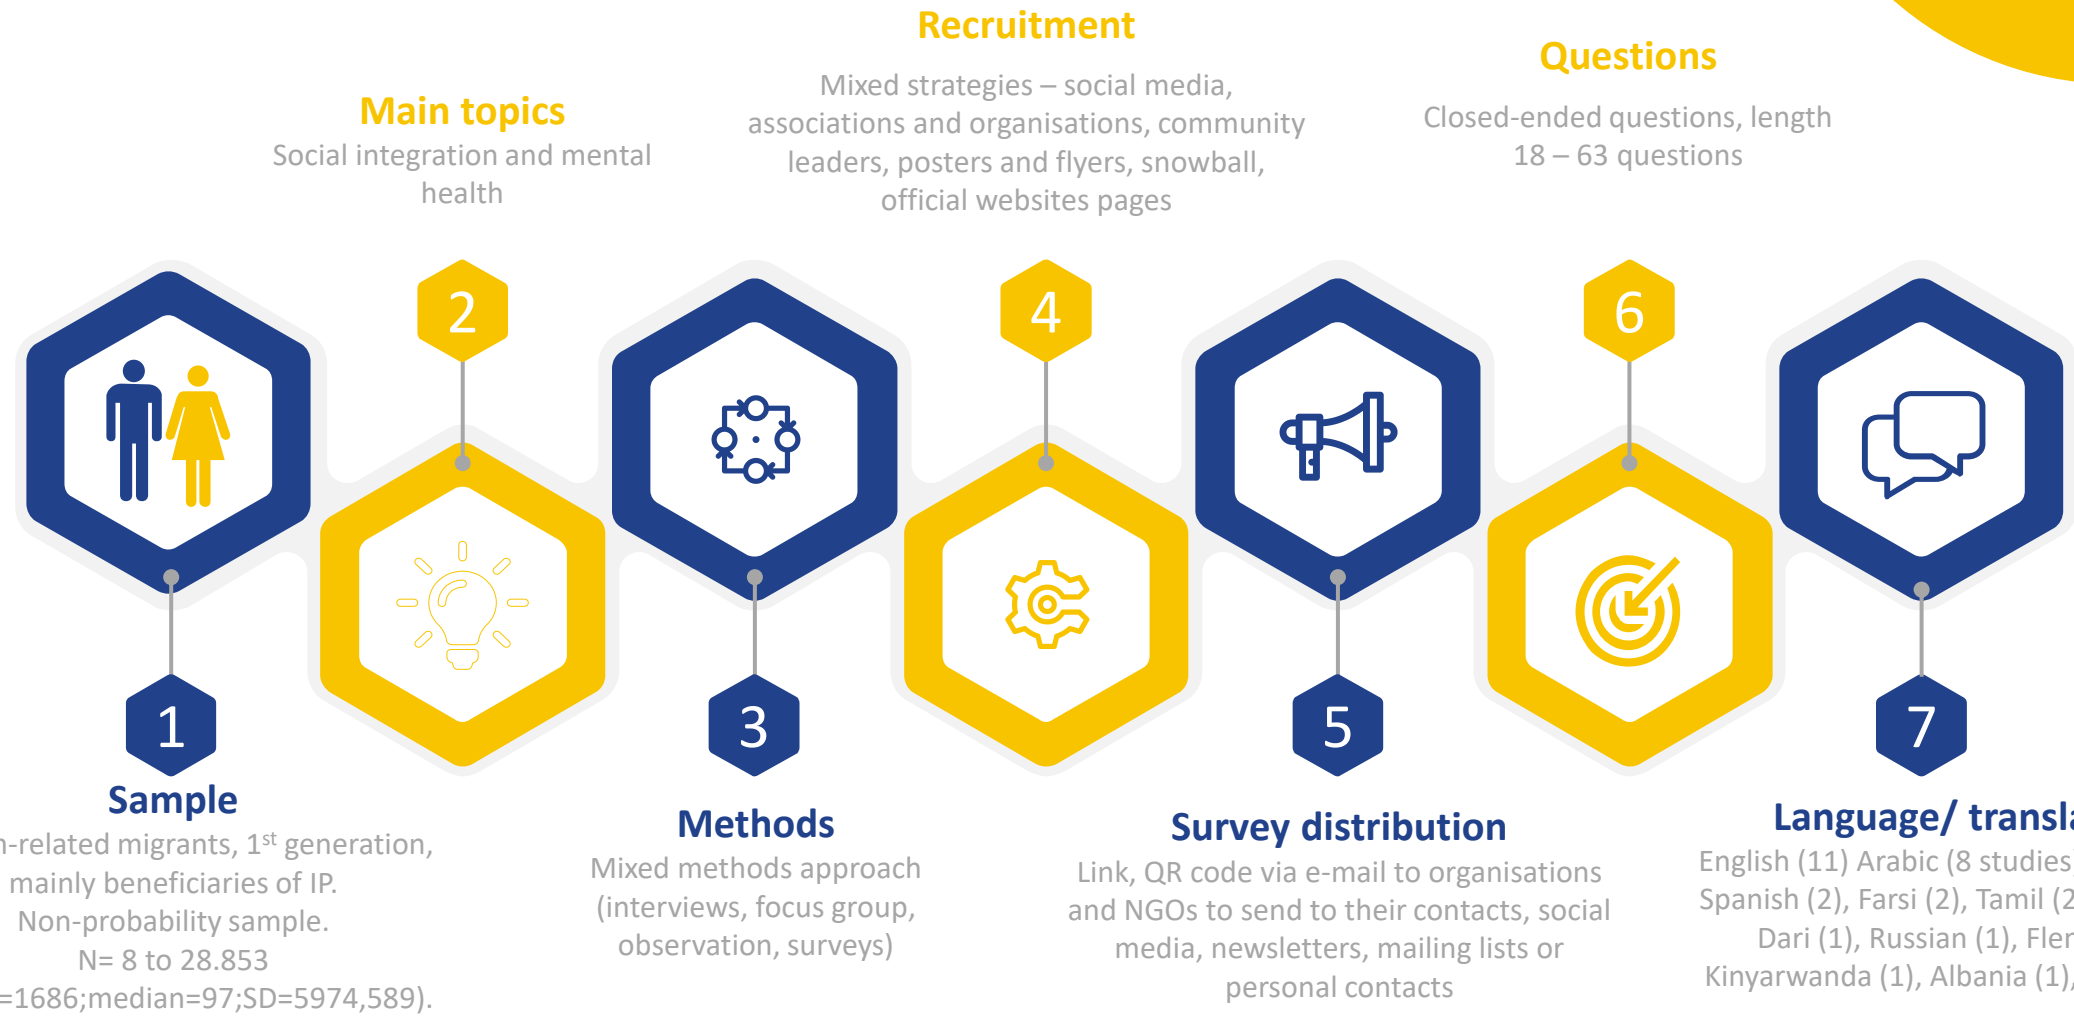 Recruitment
Mixed strategies – social media,
associations and organisations, community
leaders, posters and flyers, snowball,
official websites pages
Questions
Closed-ended questions, length
18 – 63 questions
Main topics
Social integration and mental
health
2
4
6
1
Sample
-related migrants, 1st generation,
mainly beneficiaries of IP.
Non-probability sample.
N= 8 to 28.853
=1686;median=97;SD=5974,589).
3
Methods
Mixed methods approach
(interviews, focus group,
observation, surveys)
5
Survey distribution
Link, QR code via e-mail to organisations
and NGOs to send to their contacts, social
media, newsletters, mailing lists or
personal contacts
7
Language/ transla
English (11) Arabic (8 studies)
Spanish (2), Farsi (2), Tamil (2
Dari (1), Russian (1), Fle
Kinyarwanda (1), Albania (1),